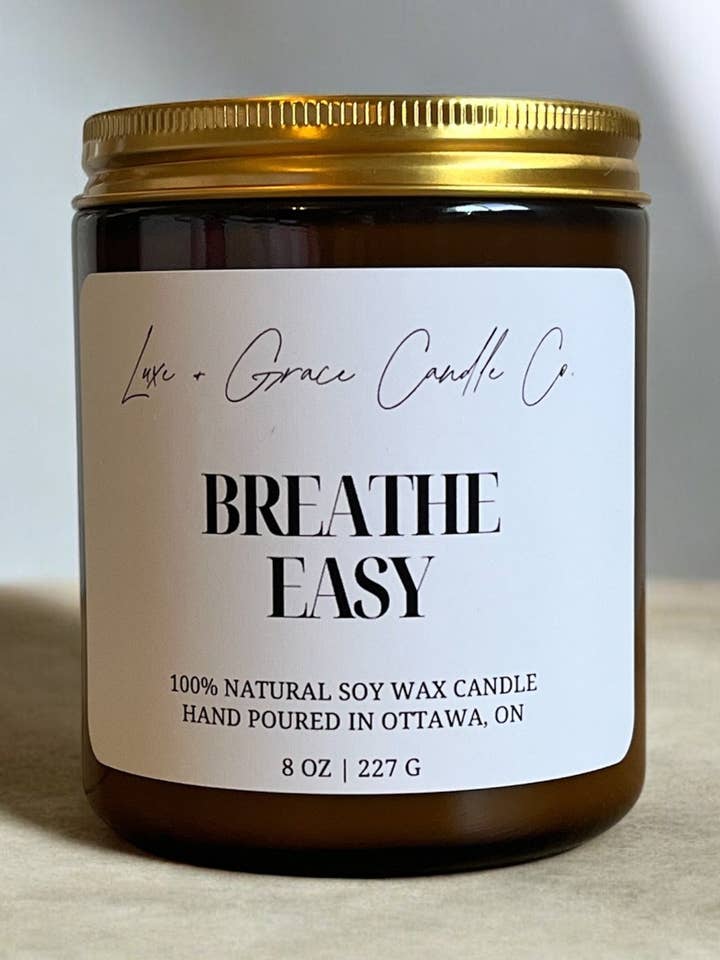 Luxe + Grace Candle Co.
BREATHE
EASY
100% NATURAL SOY WAX CANDLE
HAND POURED IN OTTAWA, ON
8 OZ | 227 G